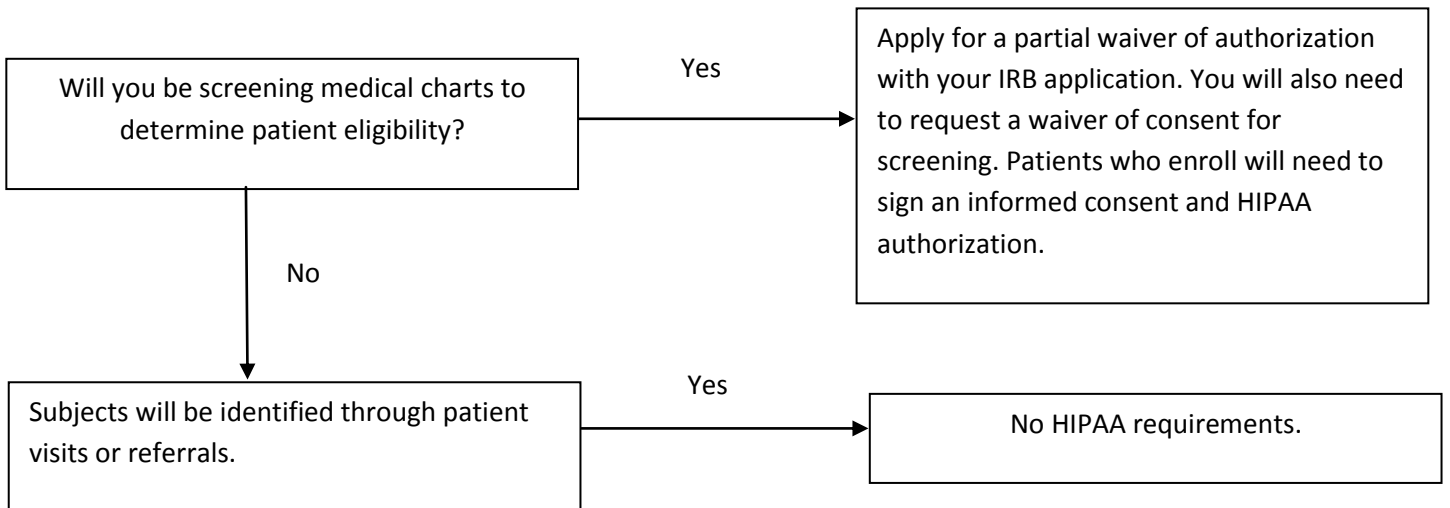 Will you be screening medical charts to
determine patient eligibility?
Yes
Apply for a partial waiver of authorization
with your IRB application. You will also need
to request a waiver of consent for
screening. Patients who enroll will need to
sign an informed consent and HIPAA
authorization.
No
Subjects will be identified through patient
visits or referrals.
Yes
No HIPAA requirements.